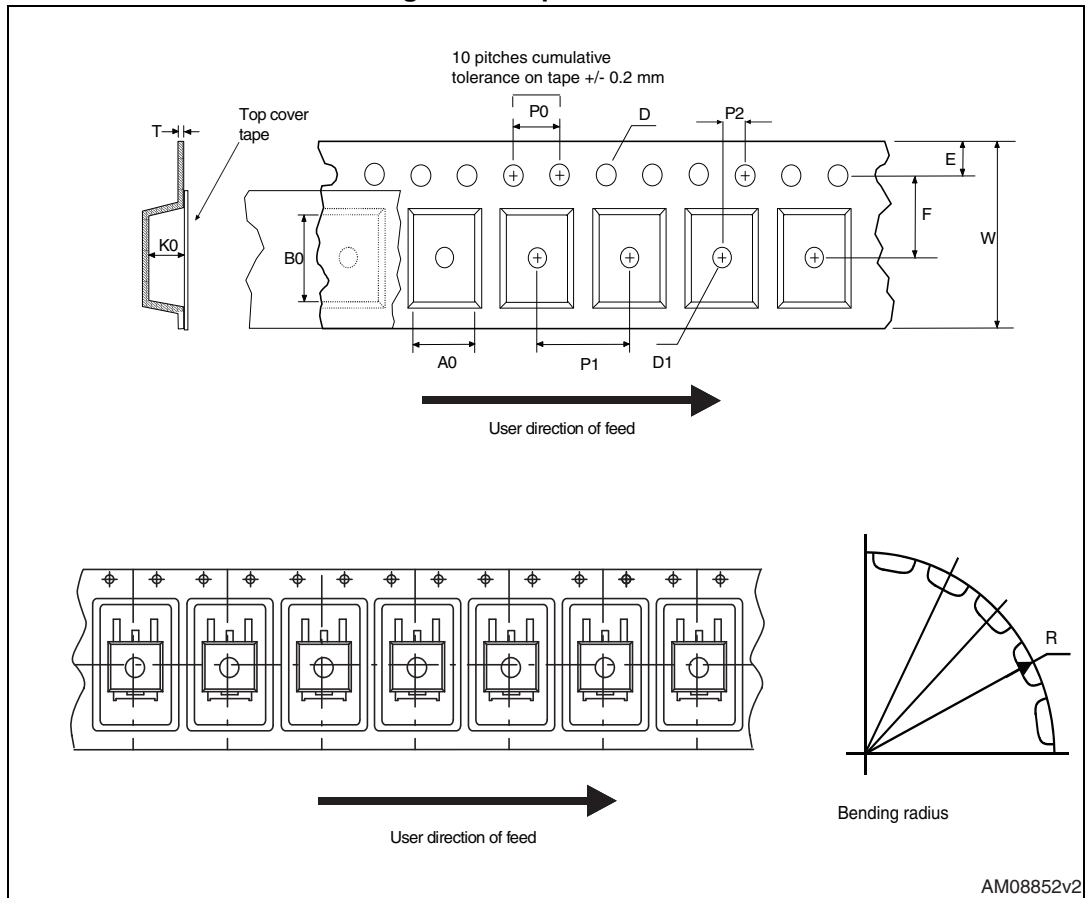 10 pitches cumulative
tolerance on tape +/- 0.2 mm
Top cover
tape
T
P0
D
P2
E
F
W
K0
B0
A0
P1
D1
User direction of feed
R
Bending radius
User direction of feed
AM08852v2